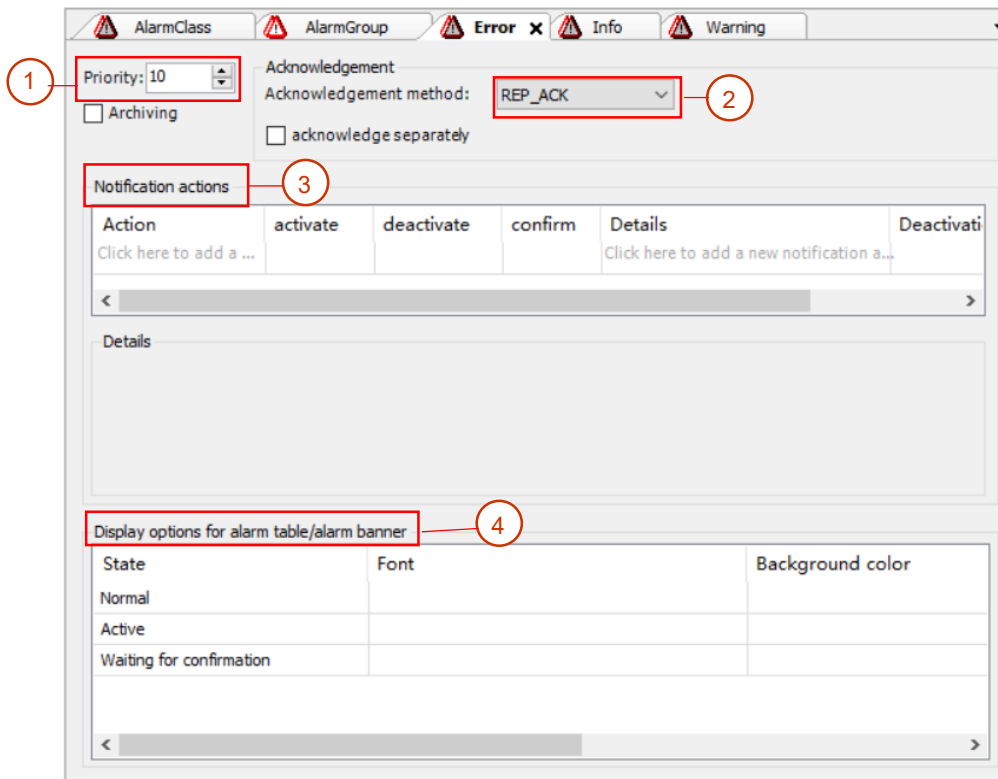 AlarmClass AlarmGroup Error X Info Warning
1 Priority: 10
Archiving
Acknowledgement
Acknowledgement method: REP_ACK 2
acknowledge separately
Notification actions 3
Action activate deactivate confirm Details Deactivati
Click here to add a ... Click here to add a new notification a...
Details
Display options for alarm table/alarm banner 4
State Font Background color
Normal
Active
Waiting for confirmation